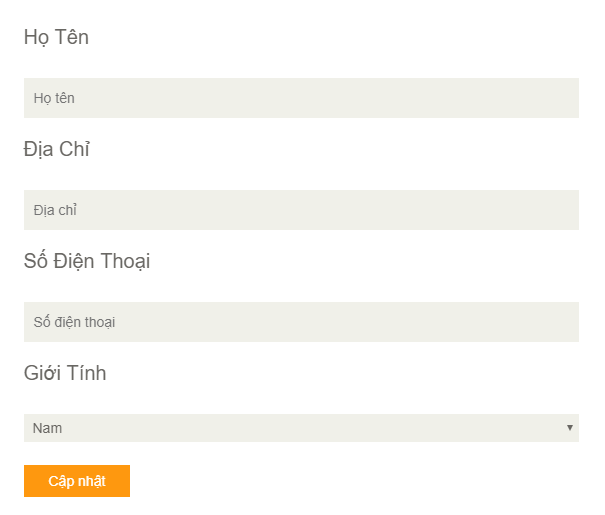 Họ Tên
Họ tên
Địa Chỉ
Địa chỉ
Số Điện Thoại
Số điện thoại
Giới Tính
Nam
Cập nhật